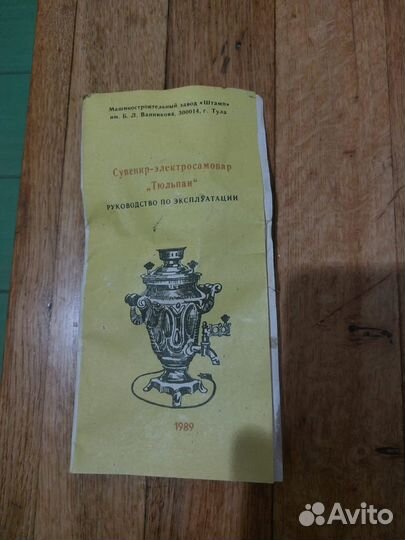 Машиностроительный завод «Штамп»
им. Б. Л. Ванникова, 300014, г. Тула
Сувенир-электросамовар
„Тюльпан"
РУКОВОДСТВО ПО ЭКСПЛУАТАЦИИ
1989
Avito